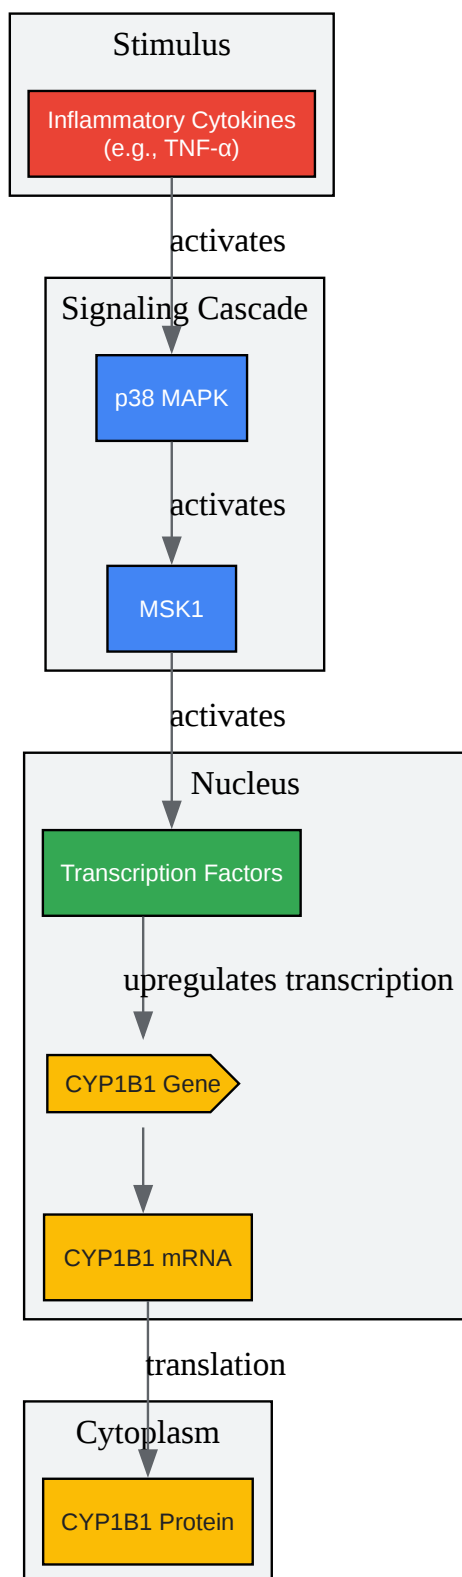 Stimulus
Inflammatory Cytokines
(e.g., TNF-α)
activates
Signaling Cascade
p38 MAPK
activates
MSK1
activates
Nucleus
Transcription Factors
upregulates transcription
CYP1B1 Gene
CYP1B1 mRNA
translation
Cytoplasm
CYP1B1 Protein